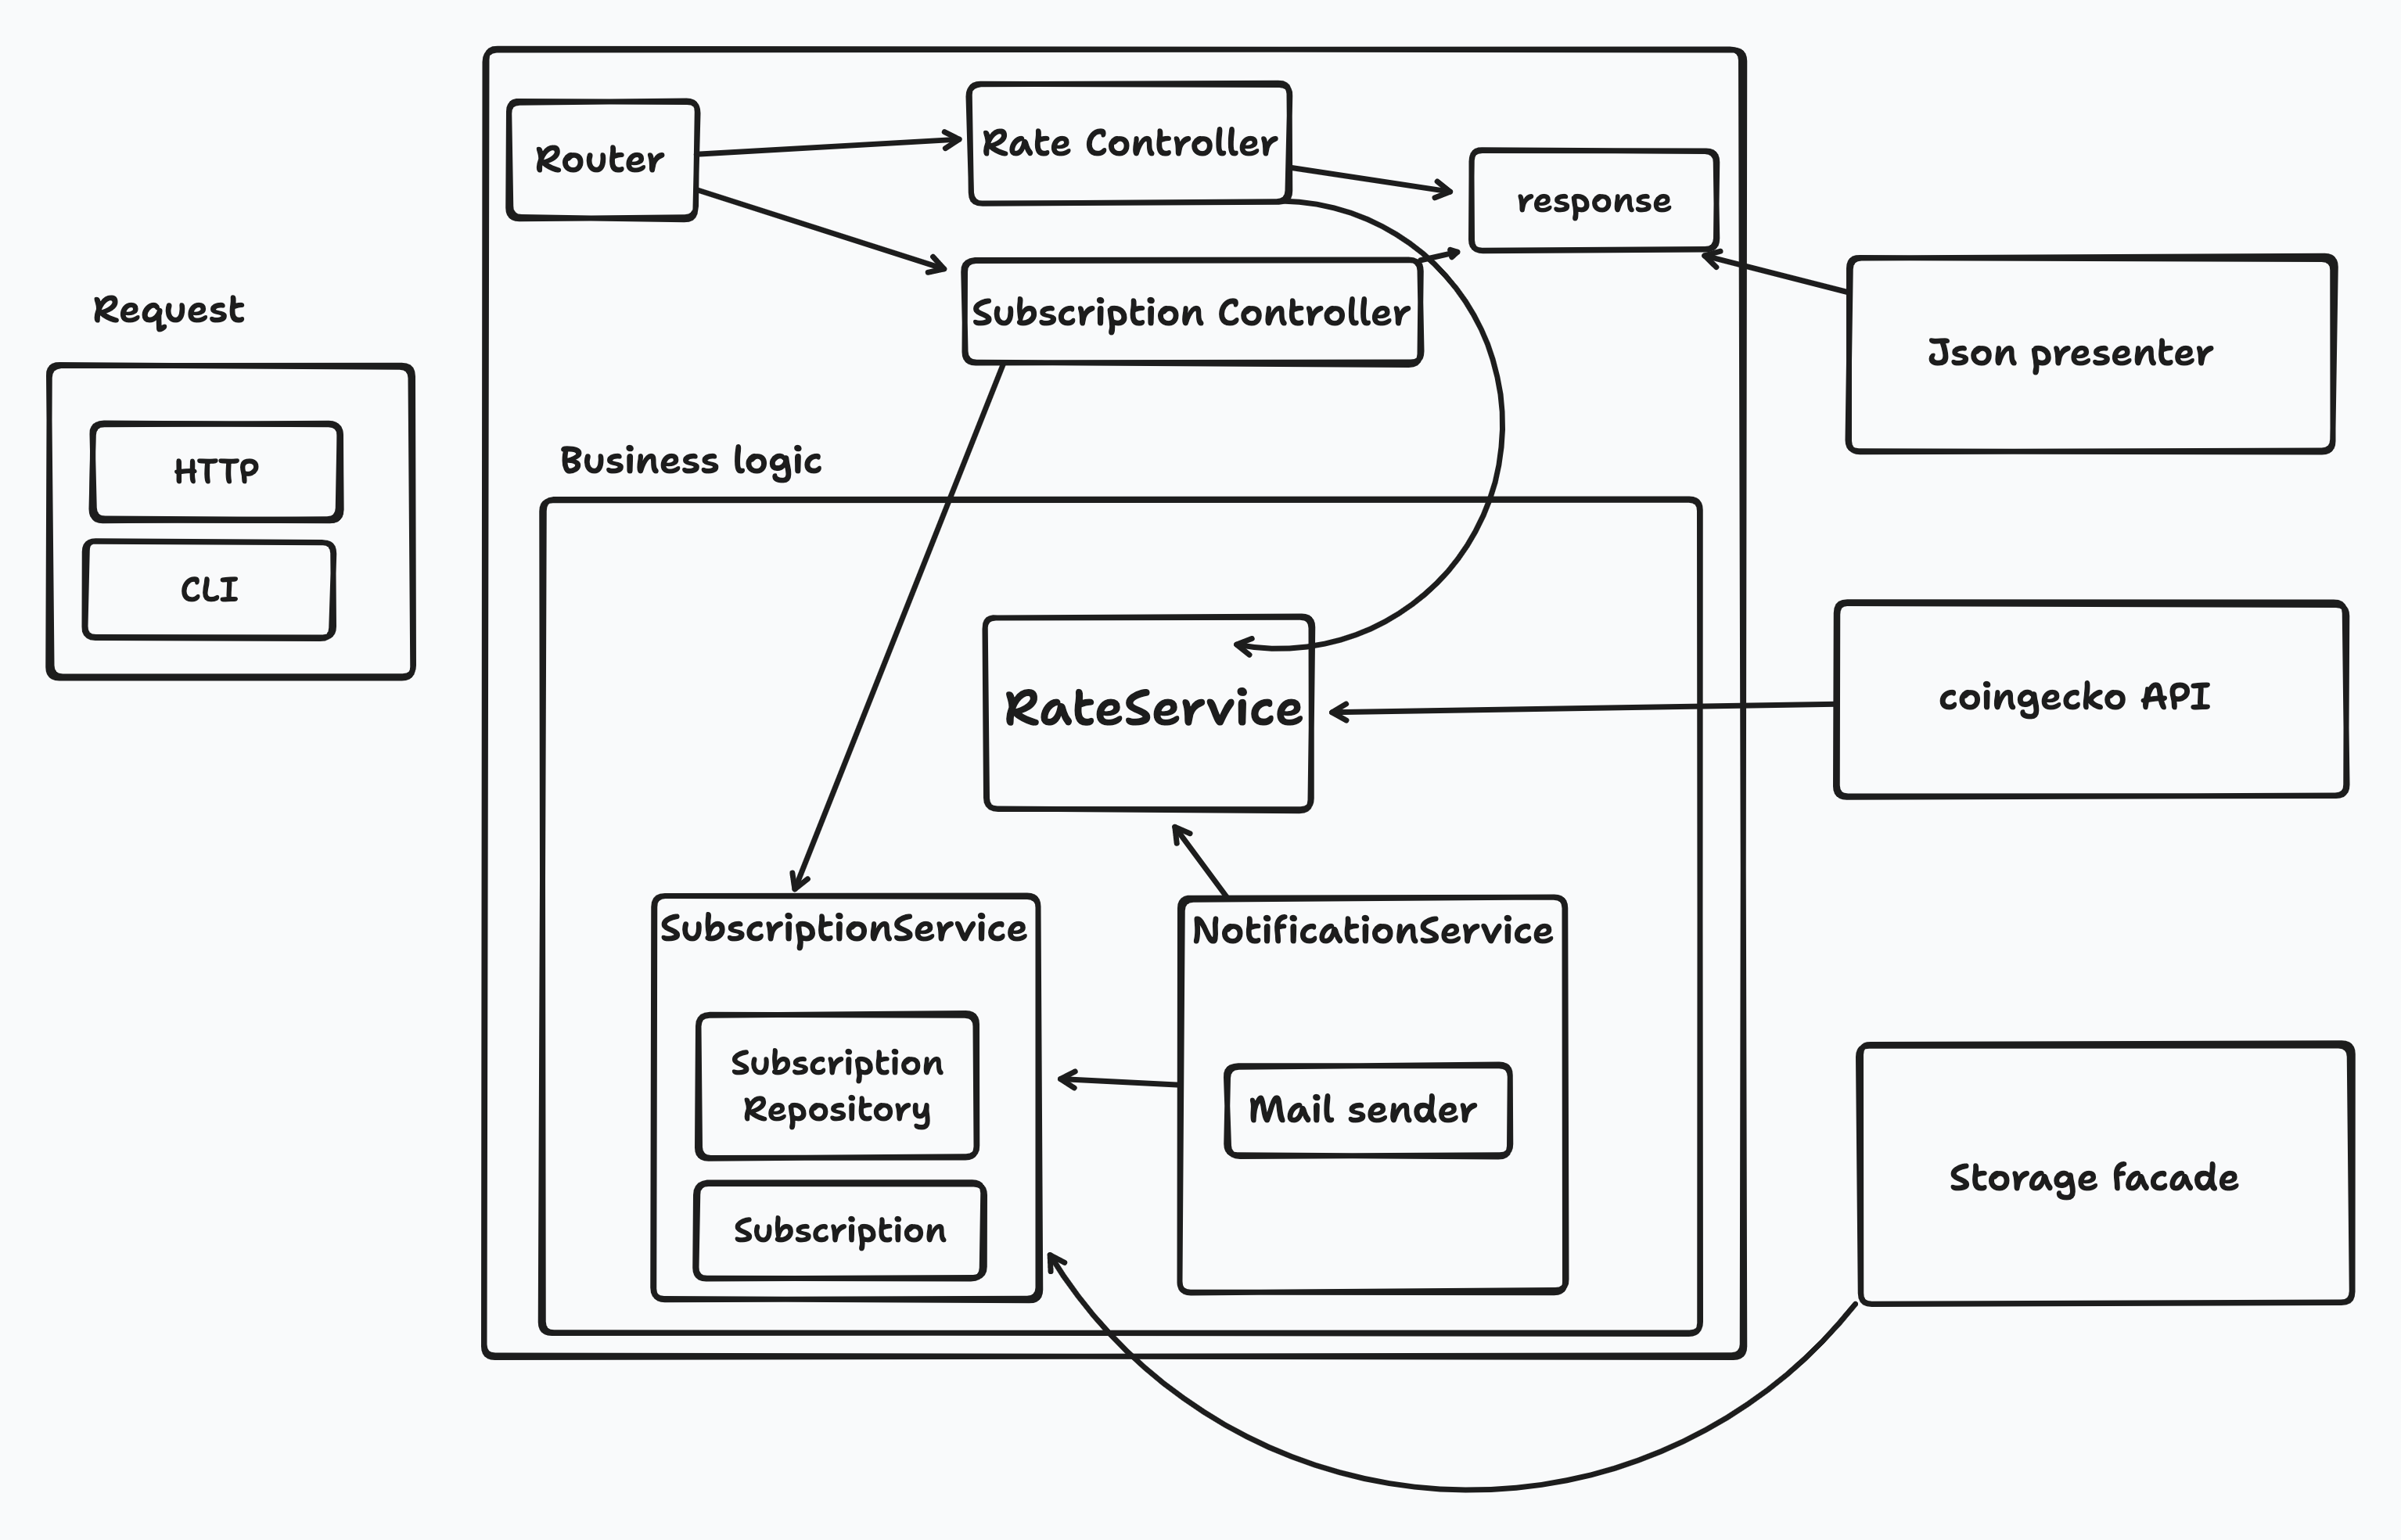 Router
Rate Controller
response
Subscription Controller
Request
HTTP
CLI
Json presenter
Business logic
RateService
coingecko API
SubscriptionService
Subscription
Repository
Subscription
NotificationService
Mail sender
Storage facade